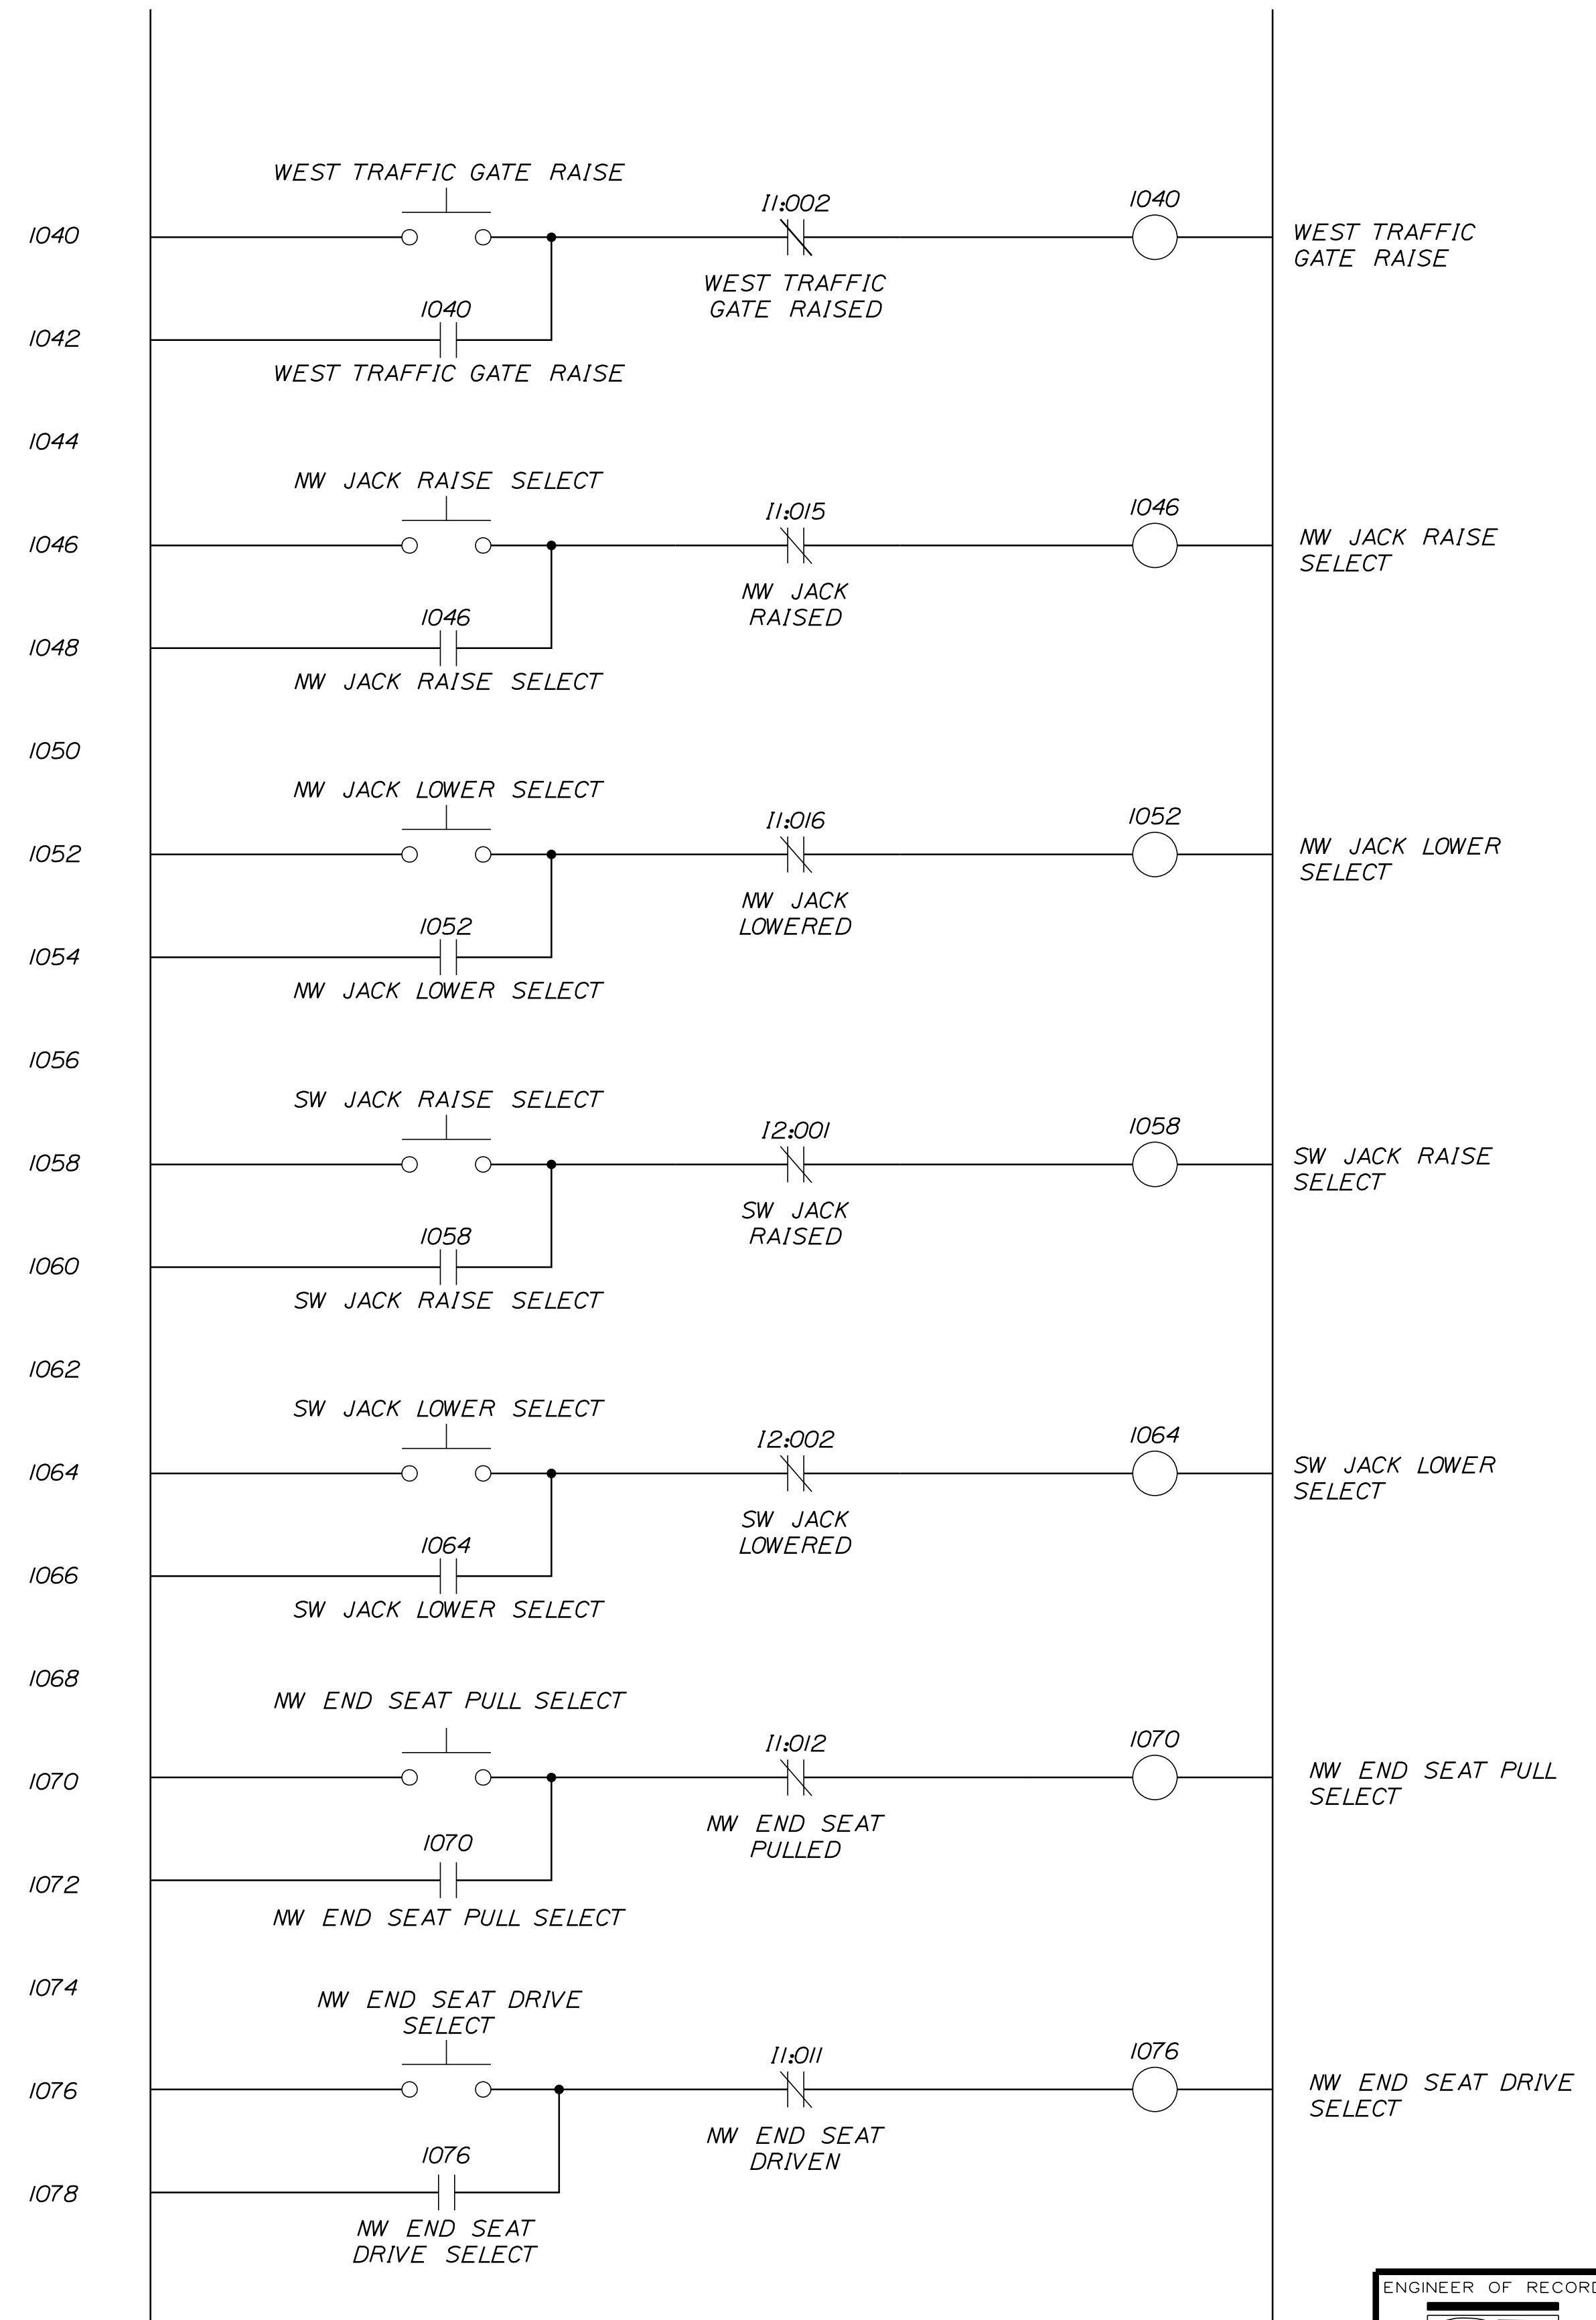 WEST TRAFFIC GATE RAISE
I1:002
1040
1040
WEST TRAFFIC
GATE RAISE
WEST TRAFFIC
GATE RAISED
1040
1042
WEST TRAFFIC GATE RAISE
1044
NW JACK RAISE SELECT
I1:015
1046
1046
NW JACK RAISE
SELECT
NW JACK
RAISED
1046
1048
NW JACK RAISE SELECT
1050
NW JACK LOWER SELECT
I1:016
1052
1052
NW JACK LOWER
SELECT
NW JACK
LOWERED
1052
1054
NW JACK LOWER SELECT
1056
SW JACK RAISE SELECT
I2:001
1058
1058
SW JACK RAISE
SELECT
SW JACK
RAISED
1058
1060
SW JACK RAISE SELECT
1062
SW JACK LOWER SELECT
I2:002
1064
1064
SW JACK LOWER
SELECT
SW JACK
LOWERED
1064
1066
SW JACK LOWER SELECT
1068
NW END SEAT PULL SELECT
I1:012
1070
1070
NW END SEAT PULL
SELECT
NW END SEAT
PULLED
1070
1072
NW END SEAT PULL SELECT
1074
NW END SEAT DRIVE
SELECT
I1:011
1076
1076
NW END SEAT DRIVE
SELECT
NW END SEAT
DRIVEN
1076
1078
NW END SEAT
DRIVE SELECT
ENGINEER OF RECORD